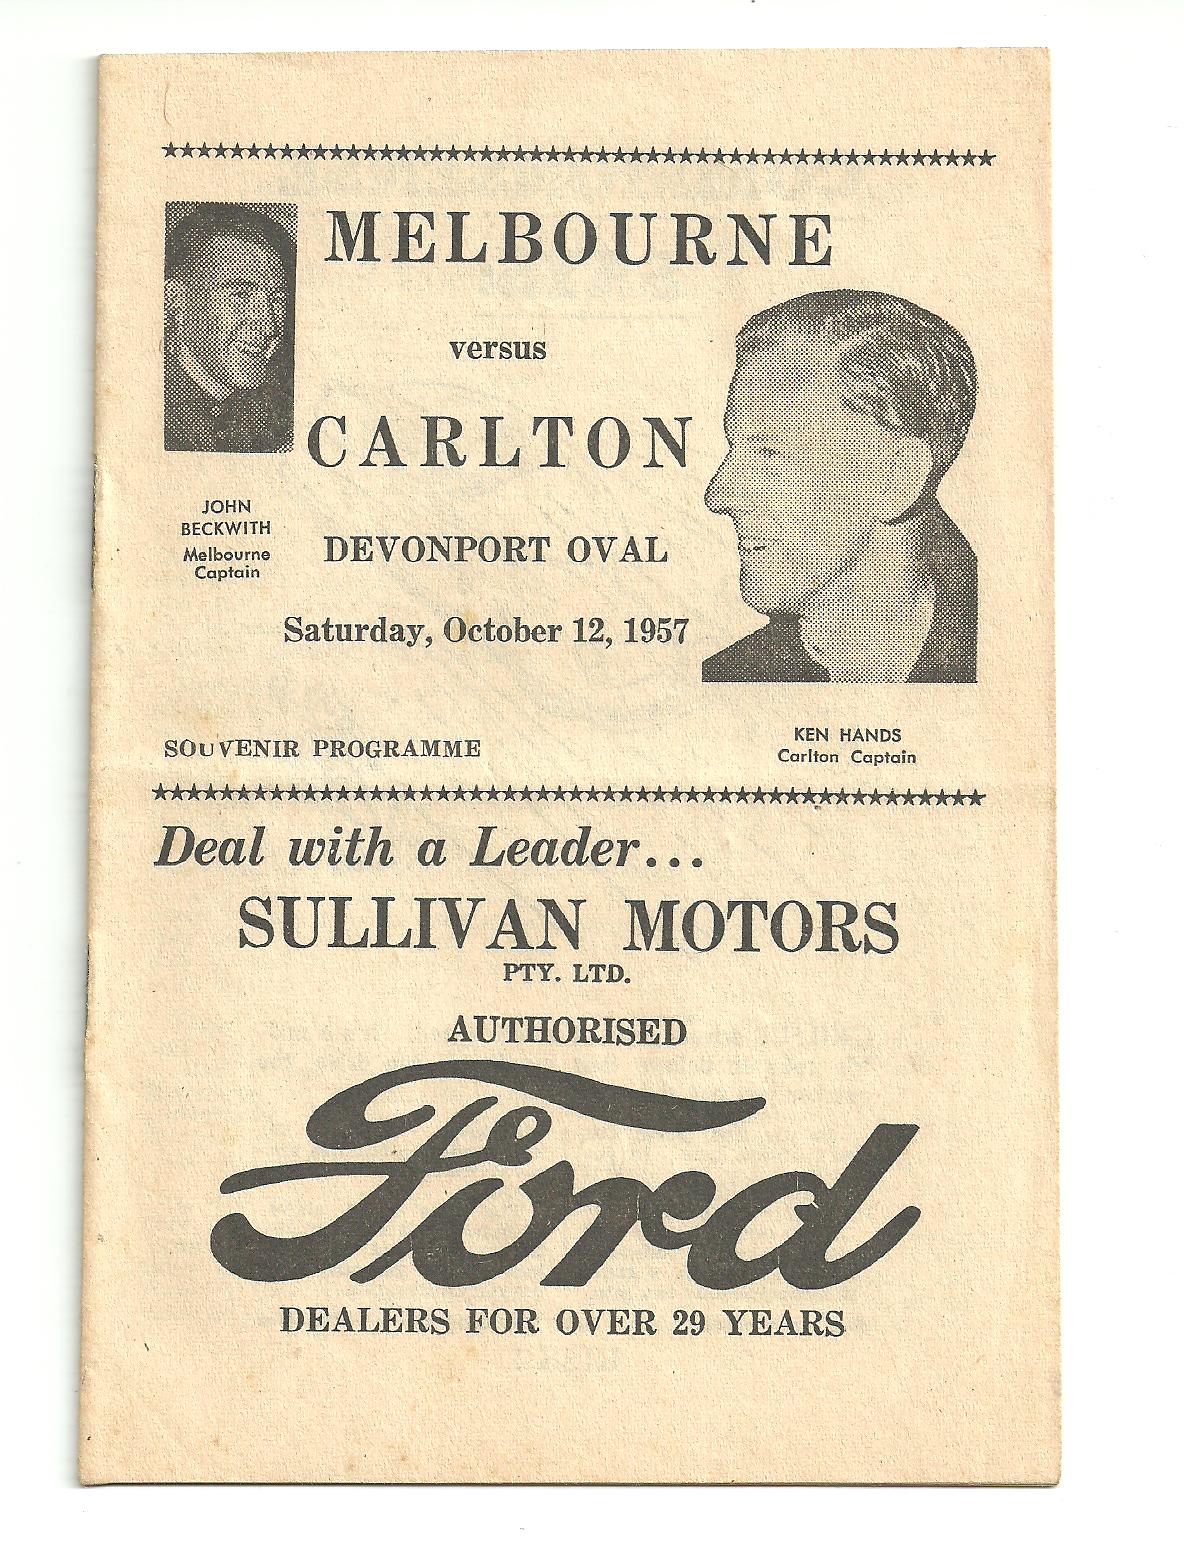 MELBOURNE
versus
CARLTON
JOHN
BECKWITH
Melbourne
Captain
DEVONPORT OVAL
Saturday, October 12, 1957
KEN HANDS
Carlton Captain
SOUVENIR PROGRAMME
Deal with a Leader...
SULLIVAN MOTORS
PTY. LTD.
AUTHORISED
Ford
DEALERS FOR OVER 29 YEARS